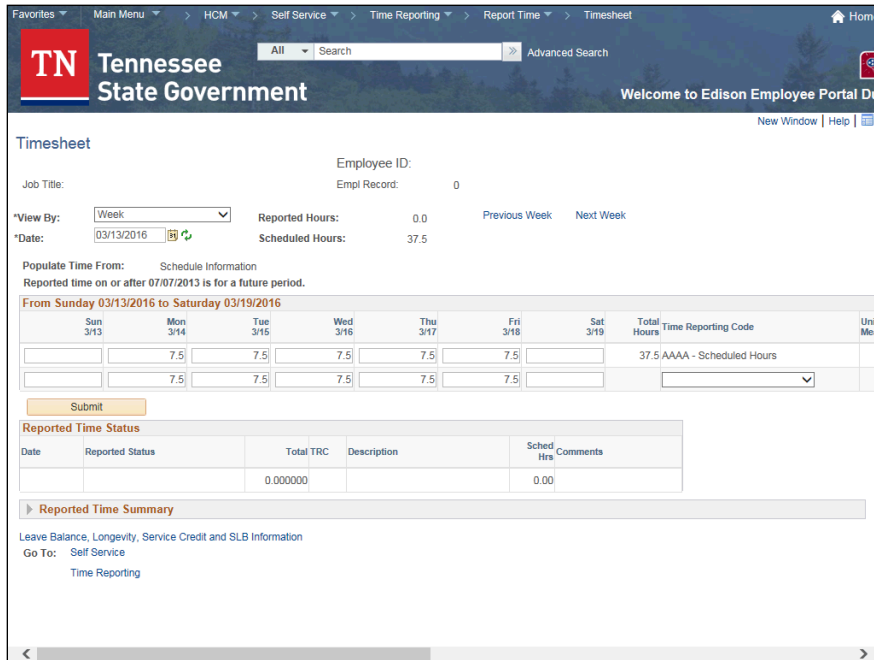 Favorites Main Menu > HCM > Self Service > Time Reporting > Report Time > Timesheet Home
TN Tennessee State Government
All Search » Advanced Search
Welcome to Edison Employee Portal
New Window | Help |
Timesheet
Employee ID:
Job Title: Empl Record: 0
*View By: Week Reported Hours: 0.0 Previous Week Next Week
*Date: 03/13/2016 Scheduled Hours: 37.5
Populate Time From: Schedule Information
Reported time on or after 07/07/2013 is for a future period.
From Sunday 03/13/2016 to Saturday 03/19/2016
Sun Mon Tue Wed Thu Fri Sat Total Time Reporting Code
3/13 3/14 3/15 3/16 3/17 3/18 3/19 Hours
7.5 7.5 7.5 7.5 7.5 37.5 AAAA - Scheduled Hours
7.5 7.5 7.5 7.5 7.5
Submit
Reported Time Status
Date Reported Status Total TRC Description Sched Hrs Comments
0.000000 0.00
Reported Time Summary
Leave Balance, Longevity, Service Credit and SLB Information
Go To: Self Service
Time Reporting